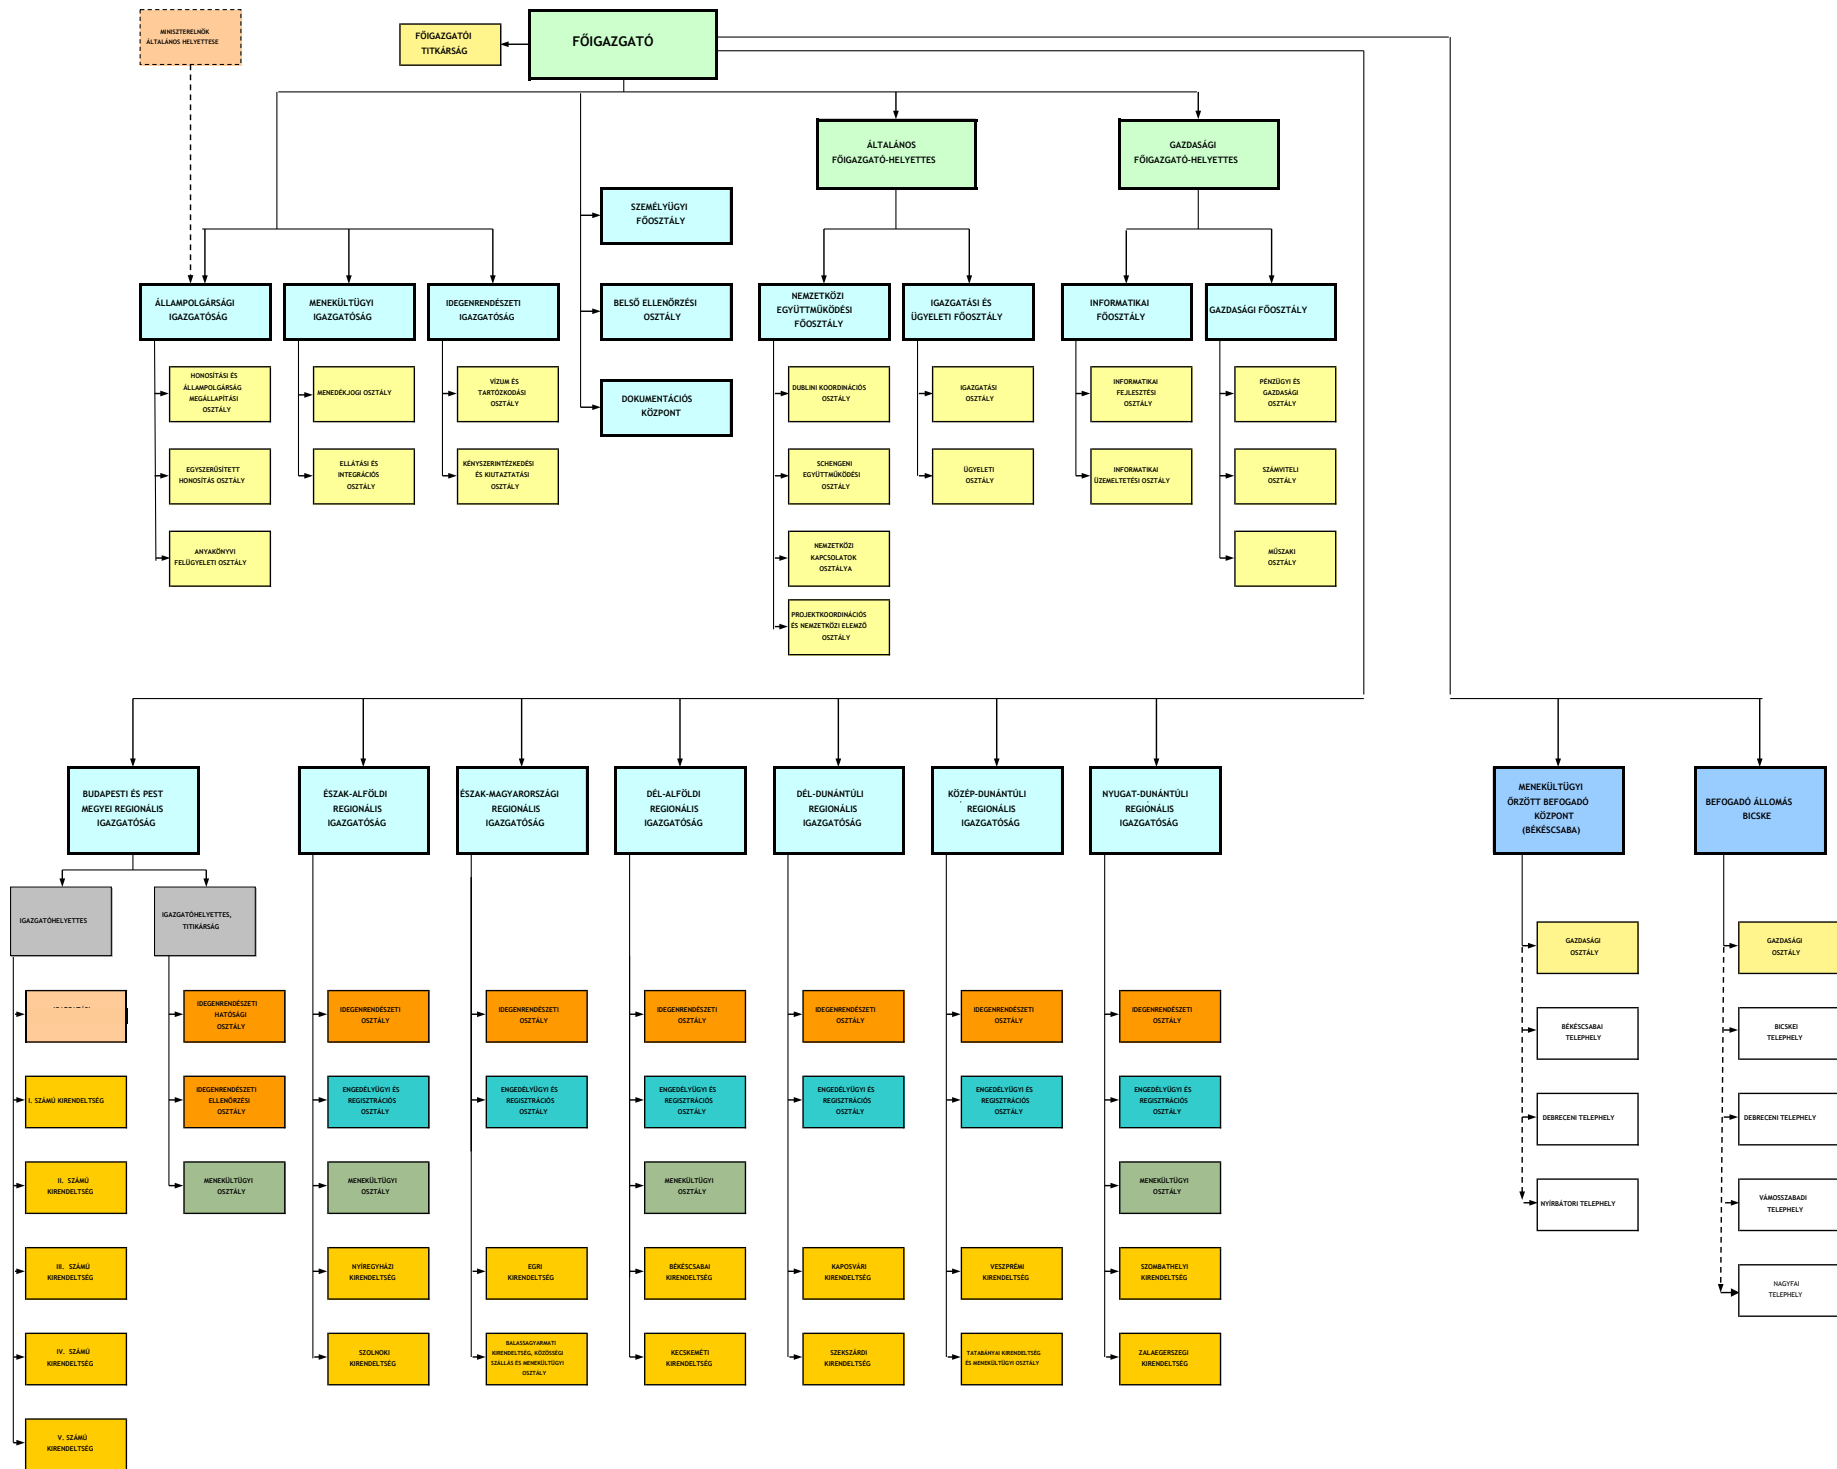 MINISZTERELNÖK
ÁLTALÁNOS HELYETTESE
FŐIGAZGATÓI
TITKÁRSÁG
FŐIGAZGATÓ
ÁLTALÁNOS
FŐIGAZGATÓ-HELYETTES
GAZDASÁGI
FŐIGAZGATÓ-HELYETTES
SZEMÉLYÜGYI
FŐOSZTÁLY
ÁLLAMPOLGÁRSÁGI
IGAZGATÓSÁG
MENEKÜLTÜGYI
IGAZGATÓSÁG
IDEGENRENDÉSZETI
IGAZGATÓSÁG
BELSŐ ELLENŐRZÉSI
OSZTÁLY
NEMZETKÖZI
EGYÜTTMŰKÖDÉSI
FŐOSZTÁLY
IGAZGATÁSI ÉS
ÜGYELETI FŐOSZTÁLY
INFORMATIKAI
FŐOSZTÁLY
GAZDASÁGI FŐOSZTÁLY
HONOSÍTÁSI ÉS
ÁLLAMPOLGÁRSÁG
MEGÁLLAPÍTÁSI
OSZTÁLY
MENEDÉKJOGI OSZTÁLY
VÍZUM ÉS
TARTÓZKODÁSI
OSZTÁLY
DOKUMENTÁCIÓS
KÖZPONT
DUBLINI KOORDINÁCIÓS
OSZTÁLY
IGAZGATÁSI
OSZTÁLY
INFORMATIKAI
FEJLESZTÉSI
OSZTÁLY
PÉNZÜGYI ÉS
GAZDASÁGI
OSZTÁLY
EGYSZERŰSÍTETT
HONOSÍTÁS OSZTÁLY
ELLÁTÁSI ÉS
INTEGRÁCIÓS
OSZTÁLY
KÉNYSZERINTÉZKEDÉSI
ÉS KIUTAZTATÁSI
OSZTÁLY
SCHENGENI
EGYÜTTMŰKÖDÉSI
OSZTÁLY
ÜGYELETI
OSZTÁLY
INFORMATIKAI
ÜZEMELTETÉSI OSZTÁLY
SZÁMVITELI
OSZTÁLY
ANYAKÖNYVI
FELÜGYELETI OSZTÁLY
NEMZETKÖZI
KAPCSOLATOK
OSZTÁLYA
MŰSZAKI
OSZTÁLY
PROJEKTKOORDINÁCIÓS
ÉS NEMZETKÖZI ELEMZŐ
OSZTÁLY
BUDAPESTI ÉS PEST
MEGYEI REGIONÁLIS
IGAZGATÓSÁG
ÉSZAK-ALFÖLDI
REGIONÁLIS
IGAZGATÓSÁG
ÉSZAK-MAGYARORSZÁGI
REGIONÁLIS
IGAZGATÓSÁG
DÉL-ALFÖLDI
REGIONÁLIS
IGAZGATÓSÁG
DÉL-DUNÁNTÚLI
REGIONÁLIS
IGAZGATÓSÁG
KÖZÉP-DUNÁNTÚLI
REGIONÁLIS
IGAZGATÓSÁG
NYUGAT-DUNÁNTÚLI
REGIONÁLIS
IGAZGATÓSÁG
MENEKÜLTÜGYI
ŐRZÖTT BEFOGADÓ
KÖZPONT
(BÉKÉSCSABA)
BEFOGADÓ ÁLLOMÁS
BICSKE
IGAZGATÓHELYETTES
IGAZGATÓHELYETTES,
TITIKÁRSÁG
GAZDASÁGI
OSZTÁLY
GAZDASÁGI
OSZTÁLY
IDEGENRENDÉSZETI
HATÓSÁGI
OSZTÁLY
IDEGENRENDÉSZETI
OSZTÁLY
IDEGENRENDÉSZETI
OSZTÁLY
IDEGENRENDÉSZETI
OSZTÁLY
IDEGENRENDÉSZETI
OSZTÁLY
IDEGENRENDÉSZETI
OSZTÁLY
IDEGENRENDÉSZETI
OSZTÁLY
BÉKÉSCSABAI
TELEPHELY
BICSKEI
TELEPHELY
I. SZÁMÚ KIRENDELTSÉG
IDEGENRENDÉSZETI
ELLENŐRZÉSI
OSZTÁLY
ENGEDÉLYÜGYI ÉS
REGISZTRÁCIÓS
OSZTÁLY
ENGEDÉLYÜGYI ÉS
REGISZTRÁCIÓS
OSZTÁLY
ENGEDÉLYÜGYI ÉS
REGISZTRÁCIÓS
OSZTÁLY
ENGEDÉLYÜGYI ÉS
REGISZTRÁCIÓS
OSZTÁLY
ENGEDÉLYÜGYI ÉS
REGISZTRÁCIÓS
OSZTÁLY
ENGEDÉLYÜGYI ÉS
REGISZTRÁCIÓS
OSZTÁLY
DEBRECENI TELEPHELY
DEBRECENI TELEPHELY
II. SZÁMÚ
KIRENDELTSÉG
MENEKÜLTÜGYI
OSZTÁLY
MENEKÜLTÜGYI
OSZTÁLY
MENEKÜLTÜGYI
OSZTÁLY
MENEKÜLTÜGYI
OSZTÁLY
NYÍRBÁTORI TELEPHELY
VÁMOSSZABADI
TELEPHELY
III. SZÁMÚ
KIRENDELTSÉG
NYÍREGYHÁZI
KIRENDELTSÉG
EGRI
KIRENDELTSÉG
BÉKÉSCSABAI
KIRENDELTSÉG
KAPOSVÁRI
KIRENDELTSÉG
VESZPRÉMI
KIRENDELTSÉG
SZOMBATHELYI
KIRENDELTSÉG
NAGYFAI
TELEPHELY
IV. SZÁMÚ
KIRENDELTSÉG
SZOLNOKI
KIRENDELTSÉG
BALASSAGYARMATI
KIRENDELTSÉG, KÖZÖSSÉGI
SZÁLLÁS ÉS MENEKÜLTÜGYI
OSZTÁLY
KECSKEMÉTI
KIRENDELTSÉG
SZEKSZÁRDI
KIRENDELTSÉG
TATABÁNYAI KIRENDELTSÉG
ÉS MENEKÜLTÜGYI OSZTÁLY
ZALAEGERSZEGI
KIRENDELTSÉG
V. SZÁMÚ
KIRENDELTSÉG